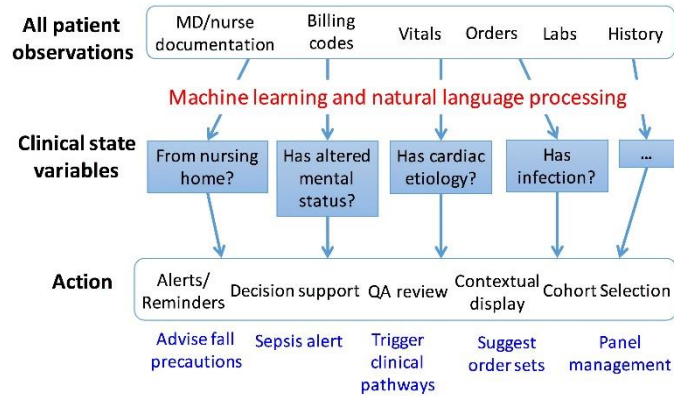 All patient
observations
MD/nurse
documentation
Billing
codes
Vitals
Orders
Labs
History
Machine learning and natural language processing
Clinical state
variables
From nursing
home?
Has altered
mental
status?
Has cardiac
etiology?
Has
infection?
...
Action
Alerts/
Reminders
Decision support
QA review
Contextual
display
Cohort Selection
Advise fall
precautions
Sepsis alert
Trigger
clinical
pathways
Suggest
order sets
Panel
management